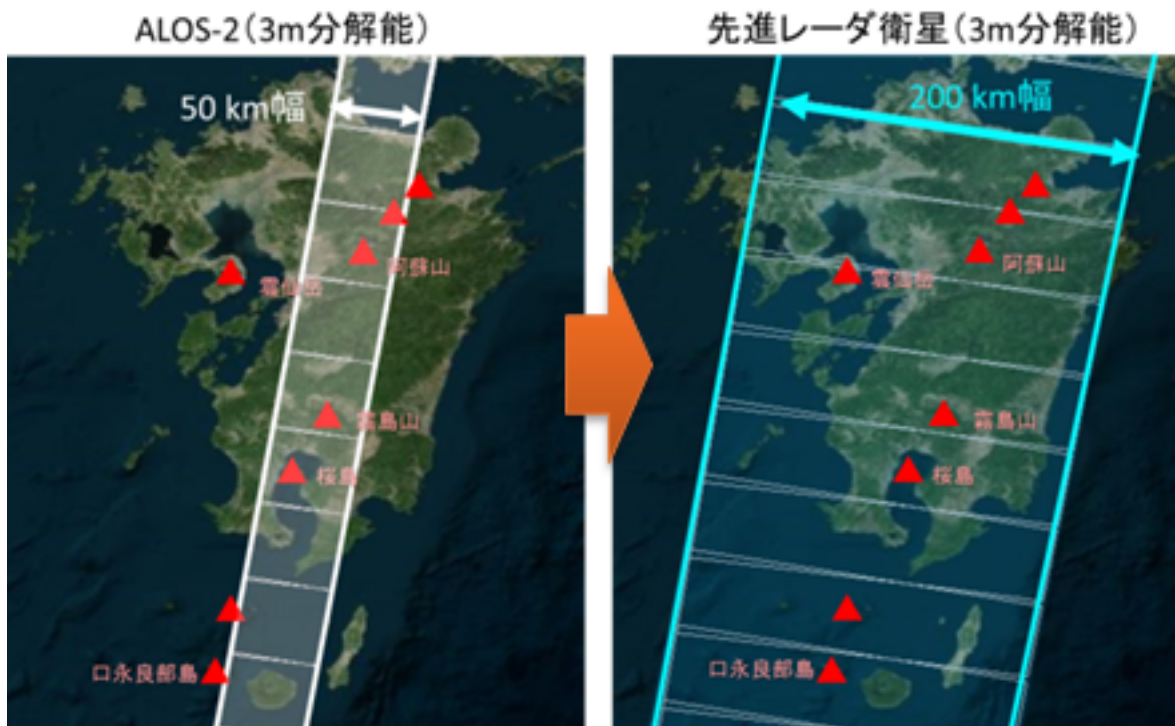 ALOS-2(3m分解能)
50 km幅
阿蘇山
雲仙岳
霧島山
桜島
口永良部島
先進レーダ衛星(3m分解能)
200 km幅
阿蘇山
雲仙岳
霧島山
桜島
口永良部島